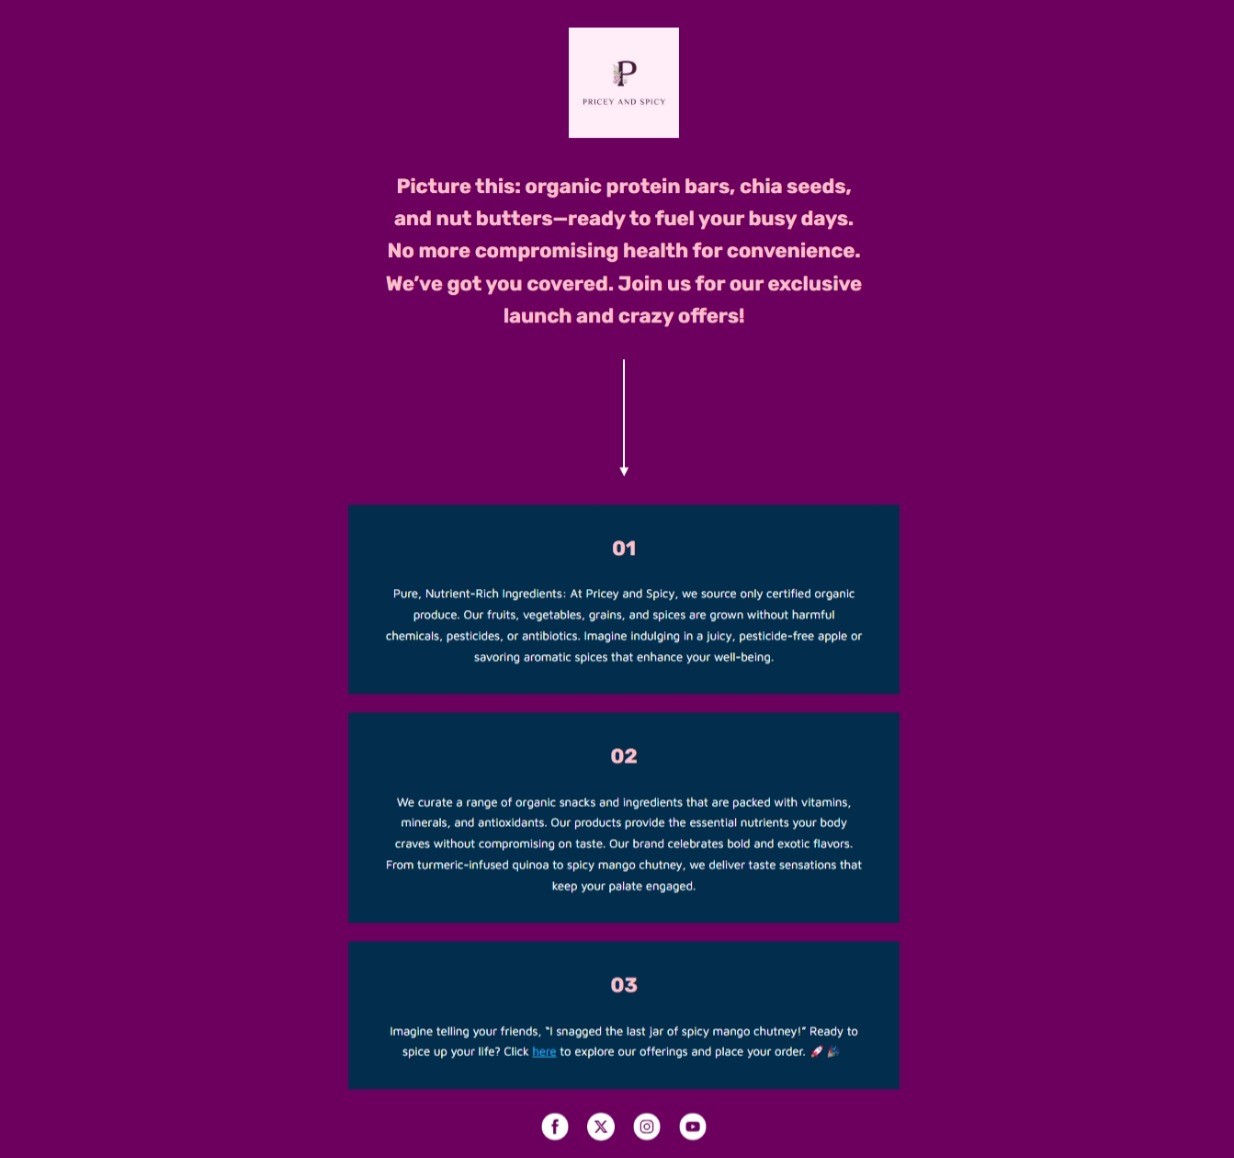 P
PRICEY AND SPICY
Picture this: organic protein bars, chia seeds,
and nut butters—ready to fuel your busy days.
No more compromising health for convenience.
We’ve got you covered. Join us for our exclusive
launch and crazy offers!
01
Pure, Nutrient-Rich Ingredients: At Pricey and Spicy, we source only certified organic
produce. Our fruits, vegetables, grains, and spices are grown without harmful
chemicals, pesticides, or antibiotics. Imagine indulging in a juicy, pesticide-free apple or
savoring aromatic spices that enhance your well-being.
02
We curate a range of organic snacks and ingredients that are packed with vitamins,
minerals, and antioxidants. Our products provide the essential nutrients your body
craves without compromising on taste. Our brand celebrates bold and exotic flavors.
From turmeric-infused quinoa to spicy mango chutney, we deliver taste sensations that
keep your palate engaged.
03
Imagine telling your friends, “I snagged the last jar of spicy mango chutney!” Ready to
spice up your life? Click here to explore our offerings and place your order. 🚀 🎉